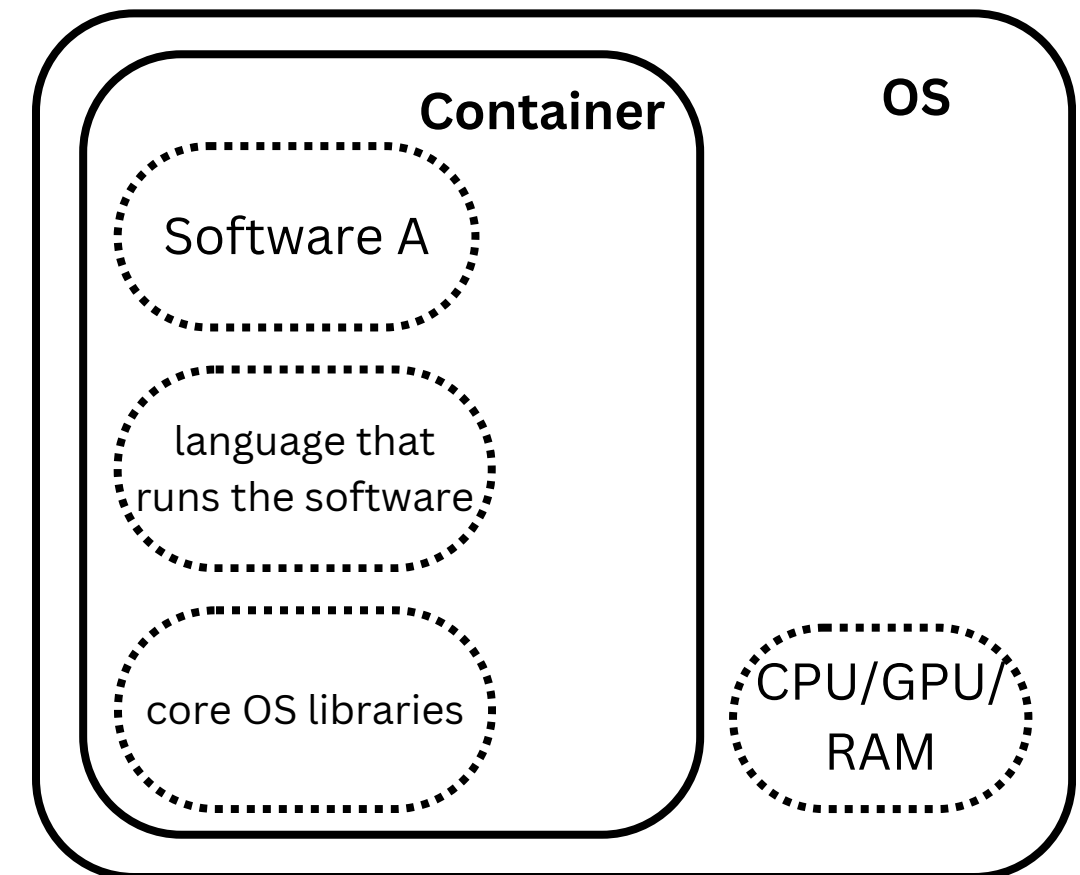 Container
OS
Software A
language that
runs the software
core OS libraries
CPU/GPU/
RAM